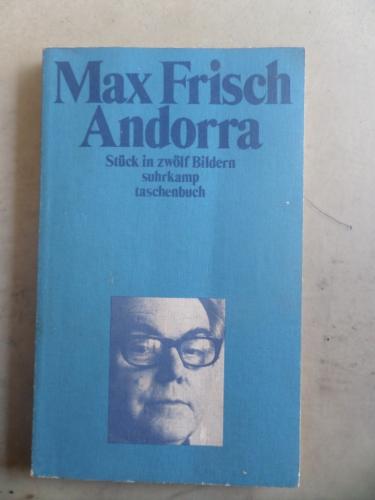 Max Frisch
Andorra
Stück in zwölf Bildern
suhrkamp
taschenbuch